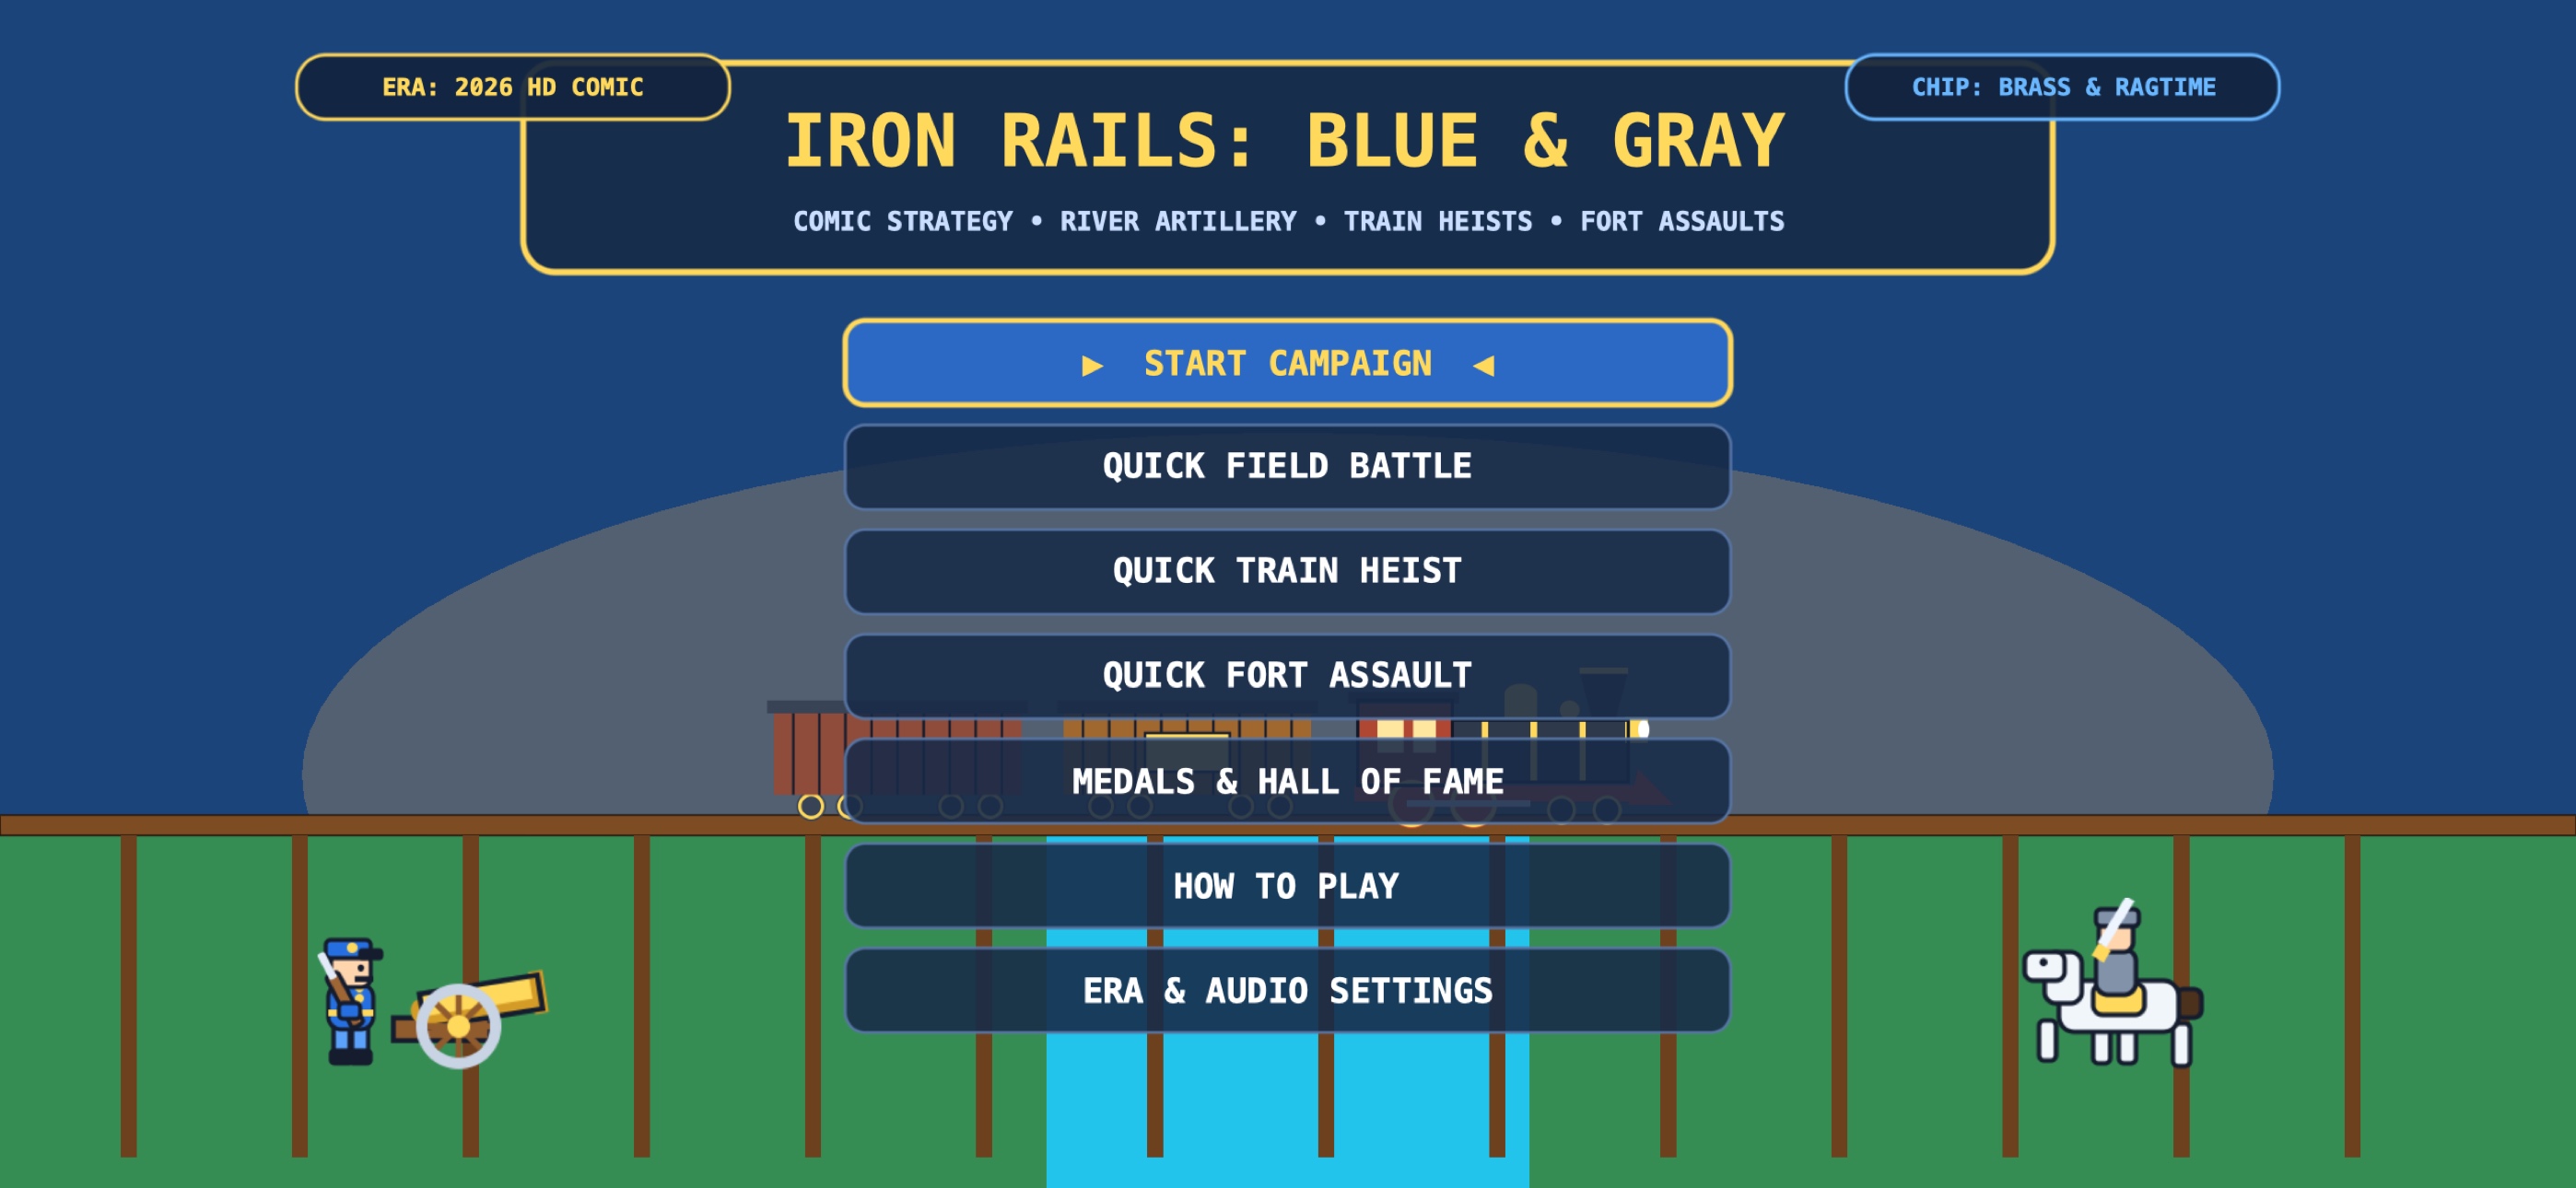 ERA: 2026 HD COMIC
CHIP: BRASS & RAGTIME
IRON RAILS: BLUE & GRAY
COMIC STRATEGY • RIVER ARTILLERY • TRAIN HEISTS • FORT ASSAULTS
▶ START CAMPAIGN ◀
QUICK FIELD BATTLE
QUICK TRAIN HEIST
QUICK FORT ASSAULT
MEDALS & HALL OF FAME
HOW TO PLAY
ERA & AUDIO SETTINGS